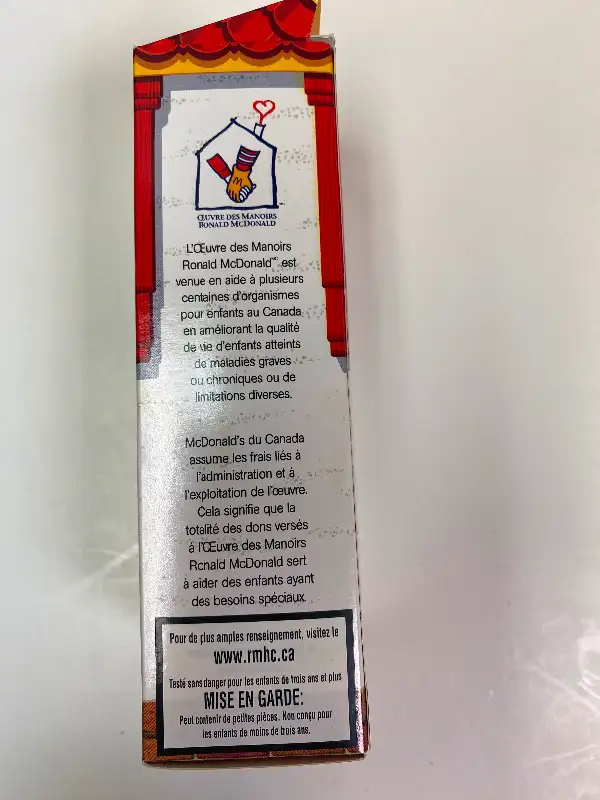 ŒUVRE DES MANOIRS
RONALD MCDONALD
L'Œuvre des Manoirs
Ronald McDonald est
venue en aide à plusieurs
centaines d'organismes
pour enfants au Canada
en améliorant la qualité
de vie d'enfants atteints
de maladies graves
ou chroniques ou de
limitations diverses.
McDonald's du Canada
assume les frais liés à
l'administration et à
l'exploitation de l'œuvre.
Cela signifie que la
totalité des dons versés
à l'Œuvre des Manoirs
Ronald McDonald sert
à aider des enfants ayant
des besoins spéciaux.
Pour de plus amples renseignement, visitez le
www.rmhc.ca
Testé sans danger pour les enfants de trois ans et plus
MISE EN GARDE:
Peut contenir de petites pièces. Non conçu pour
les enfants de moins de trois ans.